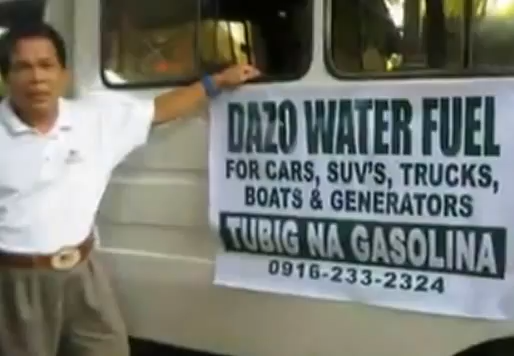 DAZO WATER FUEL
FOR CARS, SUV'S, TRUCKS,
BOATS & GENERATORS
TUBIG NA GASOLINA
0916-233-2324